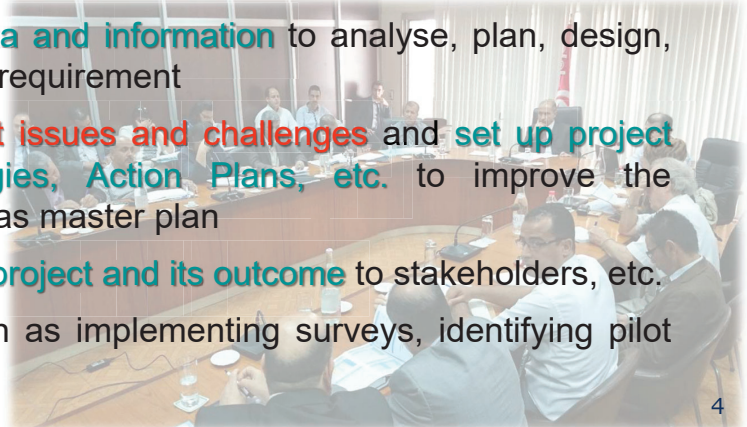 a and information to analyse, plan, design,
requirement
issues and challenges and set up project
Action Plans, etc. to improve the
as master plan
project and its outcome to stakeholders, etc.
as implementing surveys, identifying pilot
4